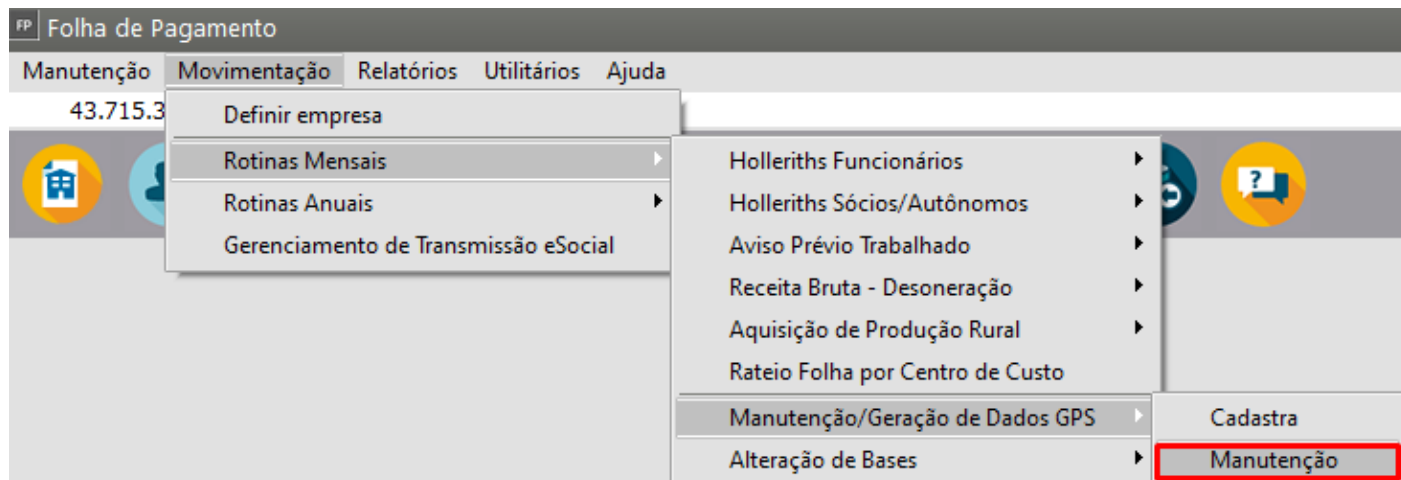 FP Folha de Pagamento
Manutenção Movimentação Relatórios Utilitários Ajuda
43.715.3
Definir empresa
Rotinas Mensais
Rotinas Anuais
Gerenciamento de Transmissão eSocial
Holleriths Funcionários
Holleriths Sócios/Autônomos
Aviso Prévio Trabalhado
Receita Bruta - Desoneração
Aquisição de Produção Rural
Rateio Folha por Centro de Custo
Manutenção/Geração de Dados GPS
Alteração de Bases
Cadastra
Manutenção
?